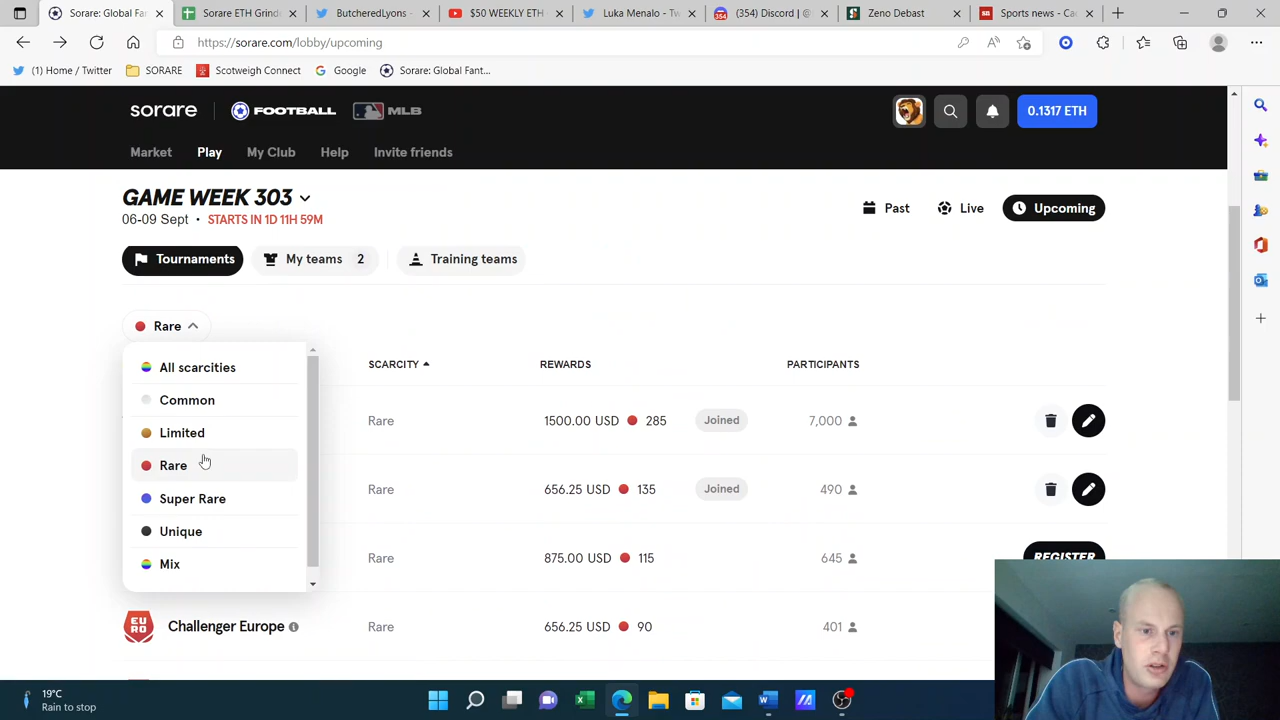 Sorare: Global Fan
Sorare ETH Grind
ButcheredLyons -
$50 WEEKLY ETH
Luka Menalo - Tw
(354) Discord | @
Zeno Debast
Sports news - Ca
https://sorare.com/lobby/upcoming
(1) Home / Twitter
SORARE
Scotweigh Connect
Google
Sorare: Global Fant...
sorare
FOOTBALL
MLB
0.1317 ETH
Market
Play
My Club
Help
Invite friends
GAME WEEK 303
06-09 Sept • STARTS IN 1D 11H 59M
Past
Live
Upcoming
Tournaments
My teams 2
Training teams
Rare
SCARCITY
REWARDS
PARTICIPANTS
All scarcities
Common
Limited
Rare
Super Rare
Unique
Mix
Rare 1500.00 USD 285 Joined 7,000
Rare 656.25 USD 135 Joined 490
Rare 875.00 USD 115 645 REGISTER
EURO
Challenger Europe Rare 656.25 USD 90 401
19°C
Rain to stop